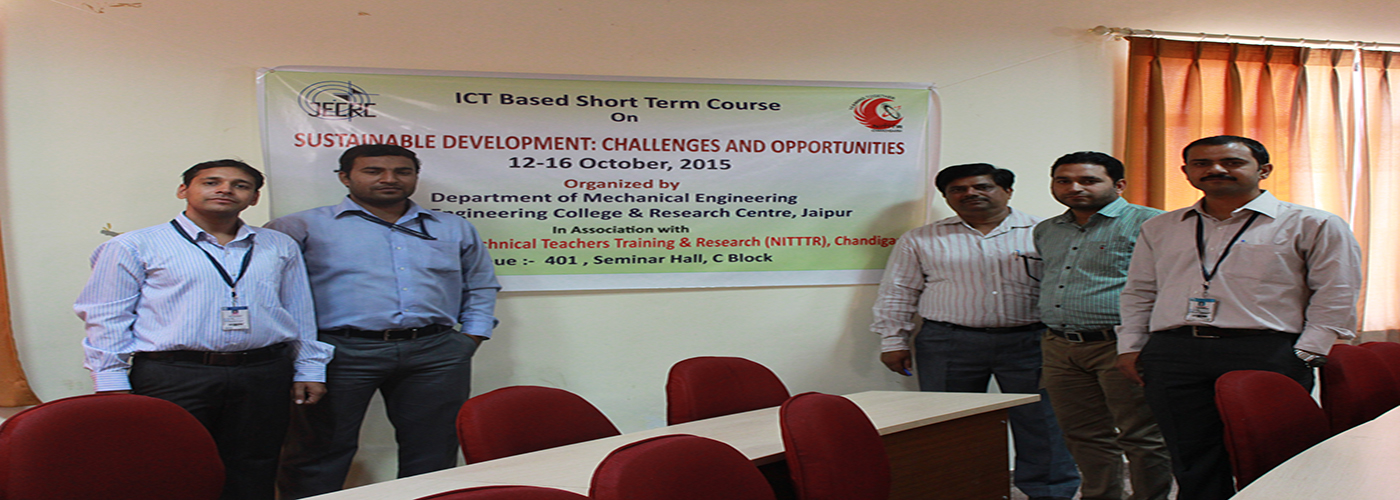 JECRC
ICT Based Short Term Course
On
SUSTAINABLE DEVELOPMENT: CHALLENGES AND OPPORTUNITIES
12-16 October, 2015
Organized by
Department of Mechanical Engineering
Engineering College & Research Centre, Jaipur
In Association with
chnical Teachers Training & Research (NITTTR), Chandiga
ue :- 401 , Seminar Hall, C Block